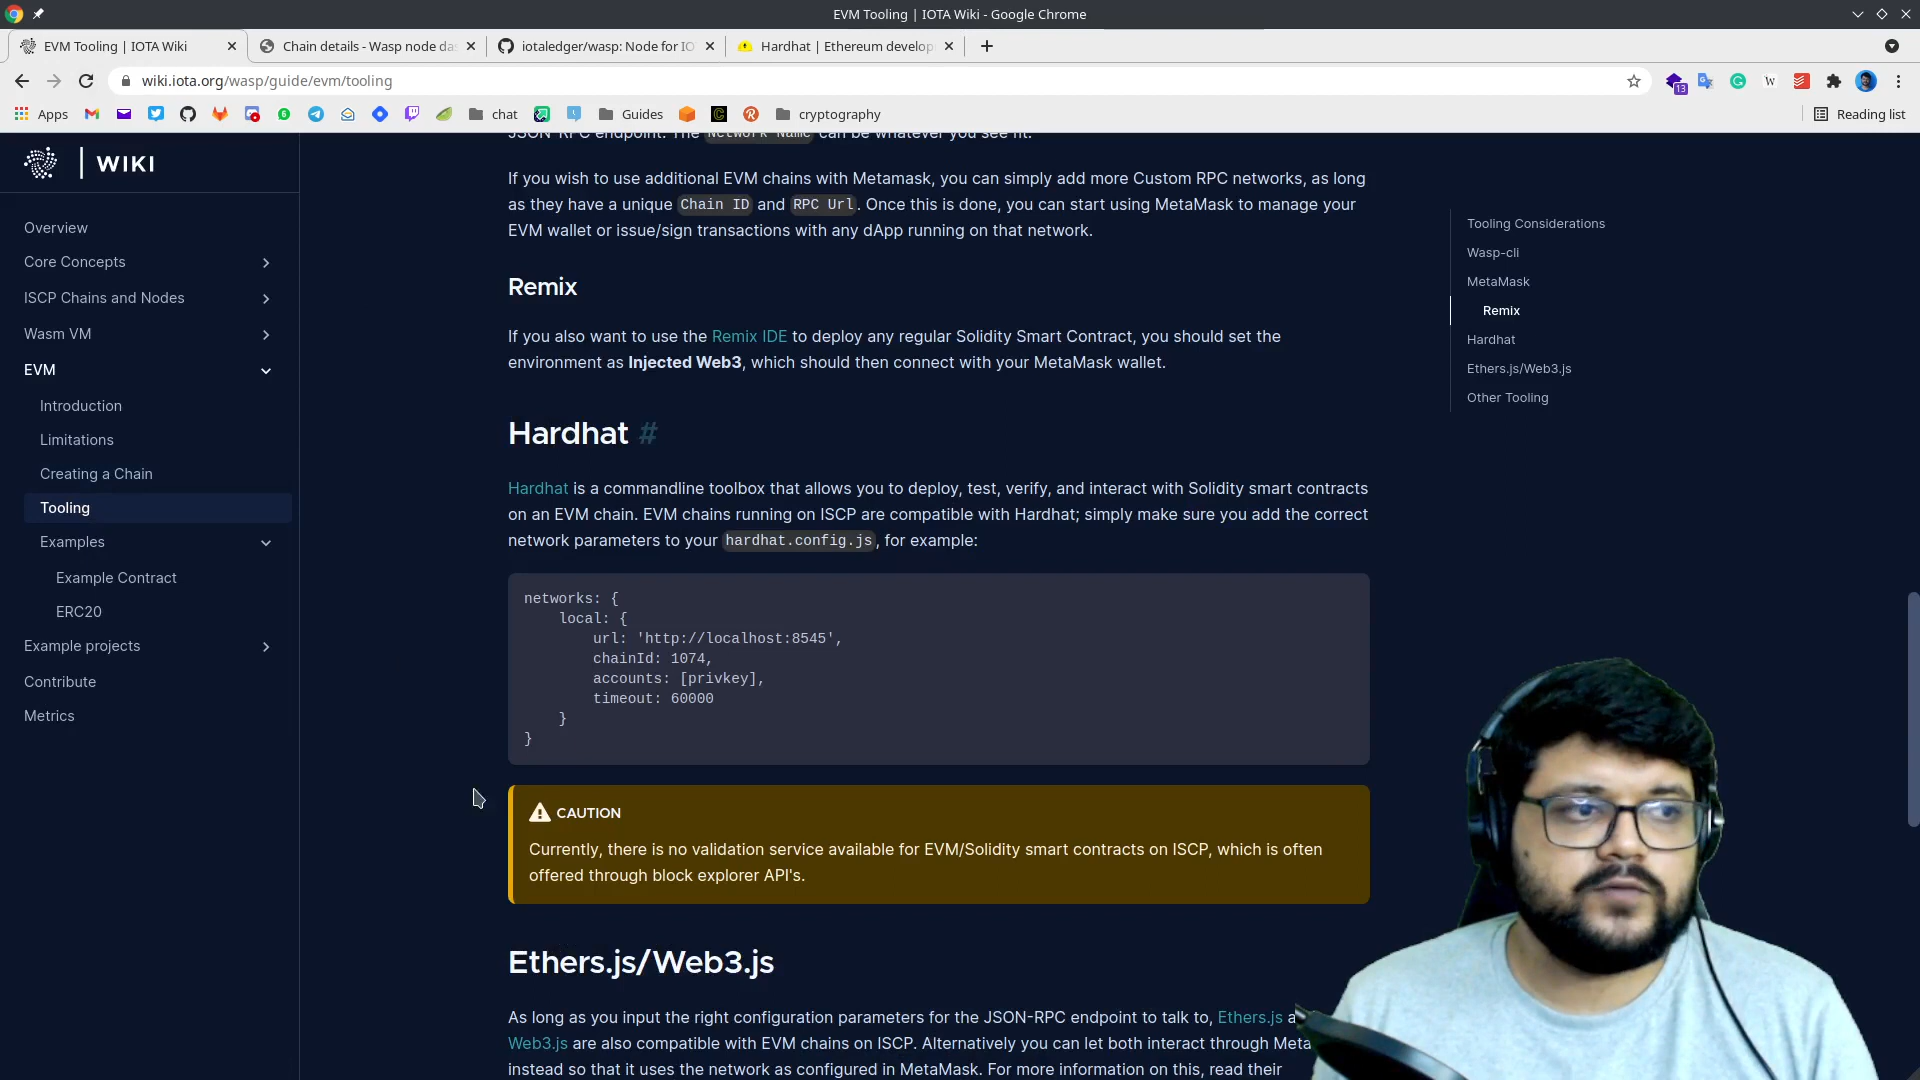 EVM Tooling | IOTA Wiki - Google Chrome
EVM Tooling | IOTA Wiki
Chain details - Wasp node da
iotaledger/wasp: Node for IO
Hardhat | Ethereum develop
wiki.iota.org/wasp/guide/evm/tooling
13
Apps
chat
Guides
cryptography
Reading list
WIKI
Overview
Core Concepts
ISCP Chains and Nodes
Wasm VM
EVM
Introduction
Limitations
Creating a Chain
Tooling
Examples
Example Contract
ERC20
Example projects
Contribute
Metrics
JSON-RPC endpoint. The Network Name can be whatever you see fit.
If you wish to use additional EVM chains with Metamask, you can simply add more Custom RPC networks, as long
as they have a unique Chain ID and RPC Url. Once this is done, you can start using MetaMask to manage your
EVM wallet or issue/sign transactions with any dApp running on that network.
Remix
If you also want to use the Remix IDE to deploy any regular Solidity Smart Contract, you should set the
environment as Injected Web3, which should then connect with your MetaMask wallet.
Hardhat #
Hardhat is a commandline toolbox that allows you to deploy, test, verify, and interact with Solidity smart contracts
on an EVM chain. EVM chains running on ISCP are compatible with Hardhat; simply make sure you add the correct
network parameters to your hardhat.config.js, for example:
networks: {
    local: {
        url: 'http://localhost:8545',
        chainId: 1074,
        accounts: [privkey],
        timeout: 60000
    }
}
CAUTION
Currently, there is no validation service available for EVM/Solidity smart contracts on ISCP, which is often
offered through block explorer API's.
Ethers.js/Web3.js
As long as you input the right configuration parameters for the JSON-RPC endpoint to talk to, Ethers.js a
Web3.js are also compatible with EVM chains on ISCP. Alternatively you can let both interact through Meta
instead so that it uses the network as configured in MetaMask. For more information on this, read their
Tooling Considerations
Wasp-cli
MetaMask
Remix
Hardhat
Ethers.js/Web3.js
Other Tooling